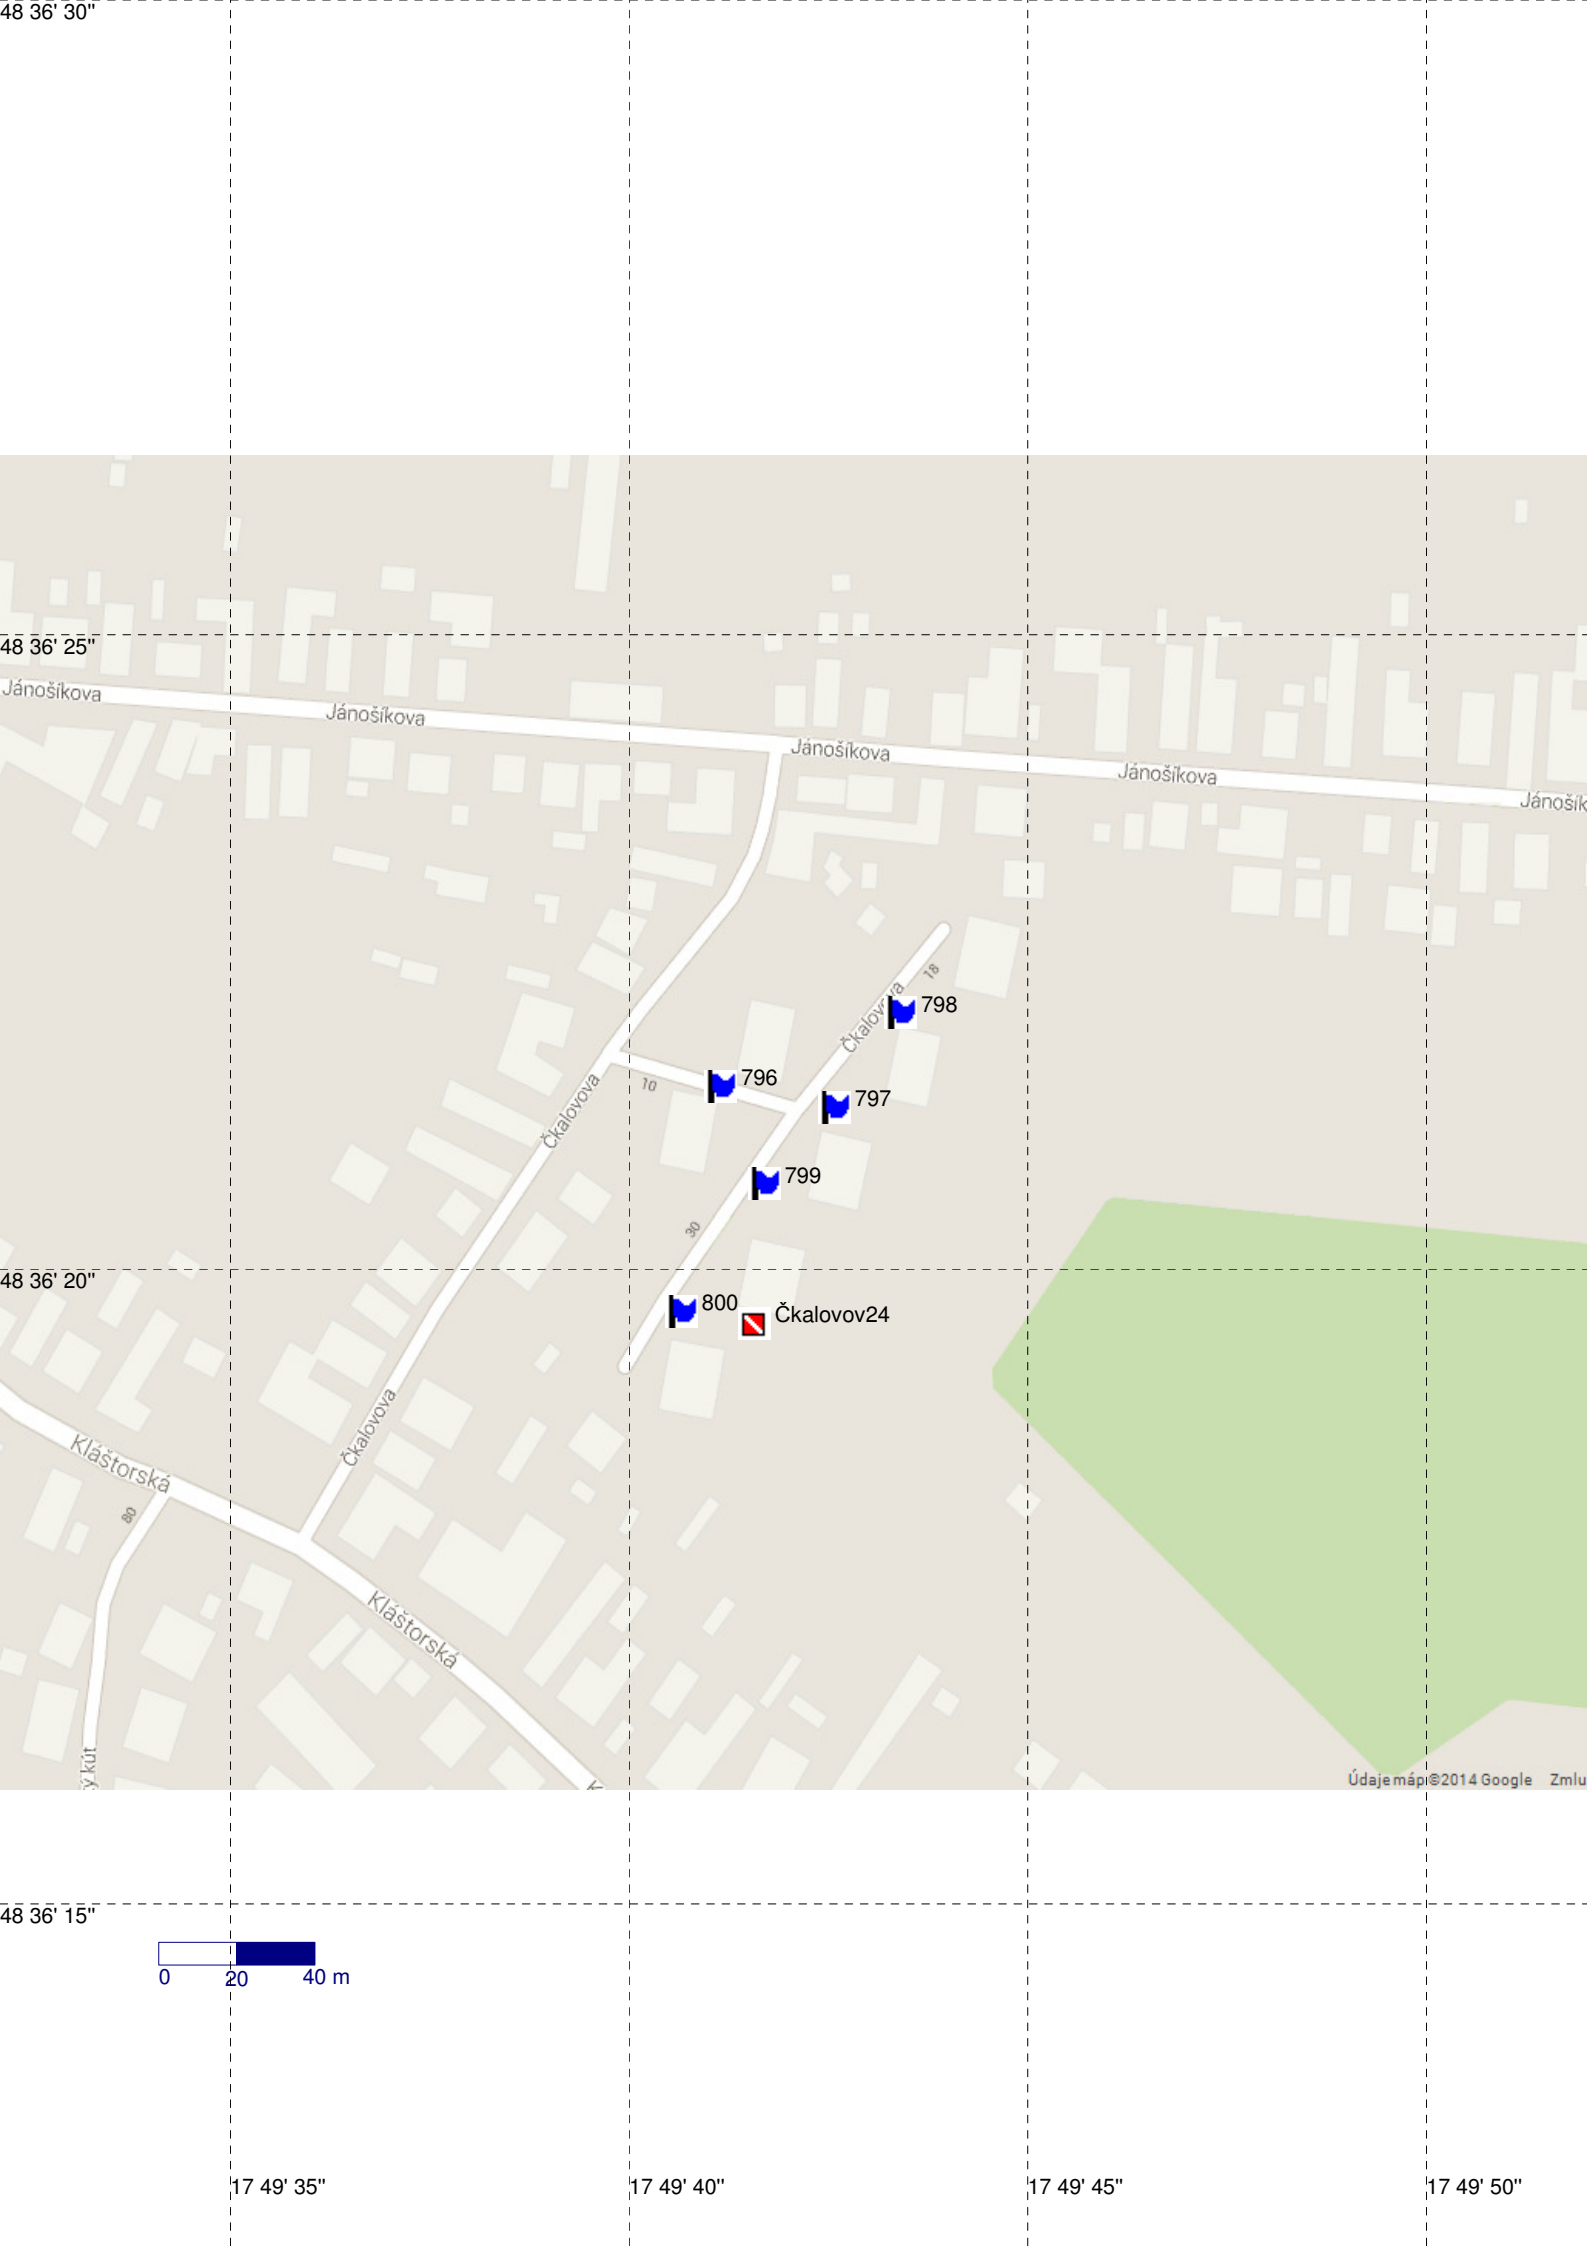 48 36' 30"
48 36' 25"
Jánošíkova
Jánošíkova
Jánošíkova
Jánošíkova
Jánošík
18
Čkalovova
798
796
10
797
Čkalovova
799
30
48 36' 20"
800
Čkalovov24
Čkalovova
Kláštorská
80
Kláštorská
ý kút
K
Údaje máp ©2014 Google Zmlu
48 36' 15"
0 20 40 m
17 49' 35"
17 49' 40"
17 49' 45"
17 49' 50"